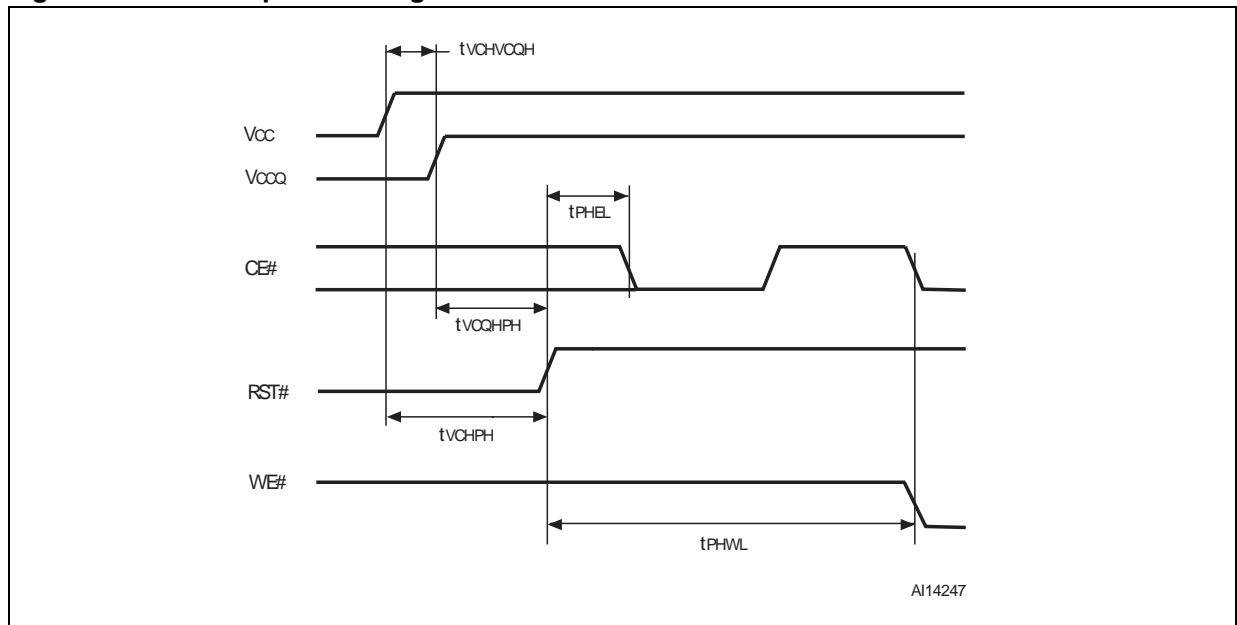 tVCHVCQH
VCC
VCCQ
tPHEL
CE#
tVCQHPH
RST#
tVCHPH
WE#
tPHWL
AI14247